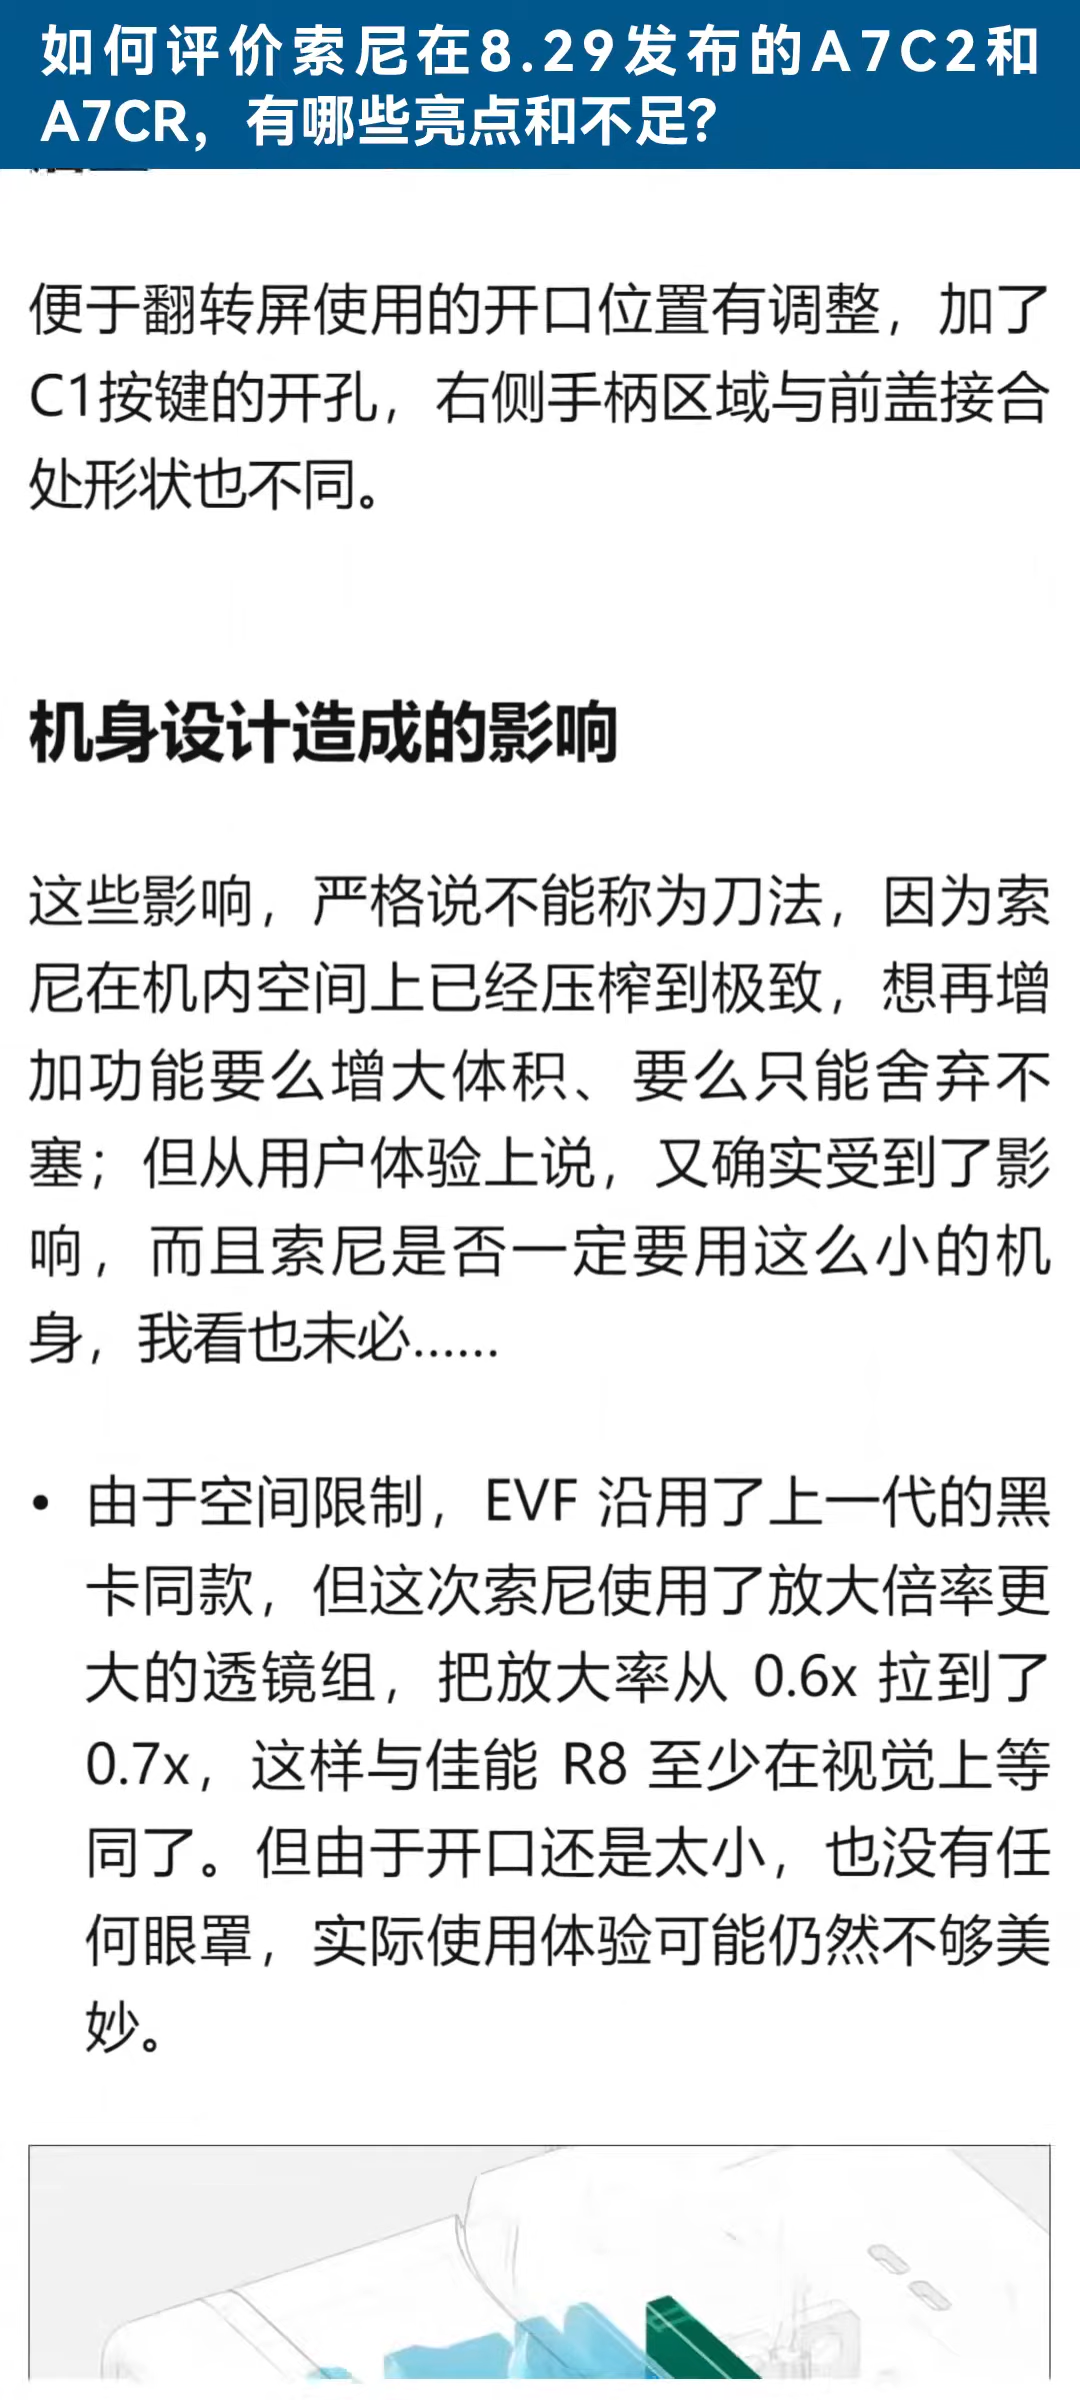 如何评价索尼在8.29发布的A7C2和
A7CR，有哪些亮点和不足？
便于翻转屏使用的开口位置有调整，加了
C1按键的开孔，右侧手柄区域与前盖接合
处形状也不同。
机身设计造成的影响
这些影响，严格说不能称为刀法，因为索
尼在机内空间上已经压榨到极致，想再增
加功能要么增大体积、要么只能舍弃不
塞；但从用户体验上说，又确实受到了影
响，而且索尼是否一定要用这么小的机
身，我看也未必......
• 由于空间限制，EVF 沿用了上一代的黑
卡同款，但这次索尼使用了放大倍率更
大的透镜组，把放大率从 0.6x 拉到了
0.7x，这样与佳能 R8 至少在视觉上等
同了。但由于开口还是太小，也没有任
何眼罩，实际使用体验可能仍然不够美
妙。